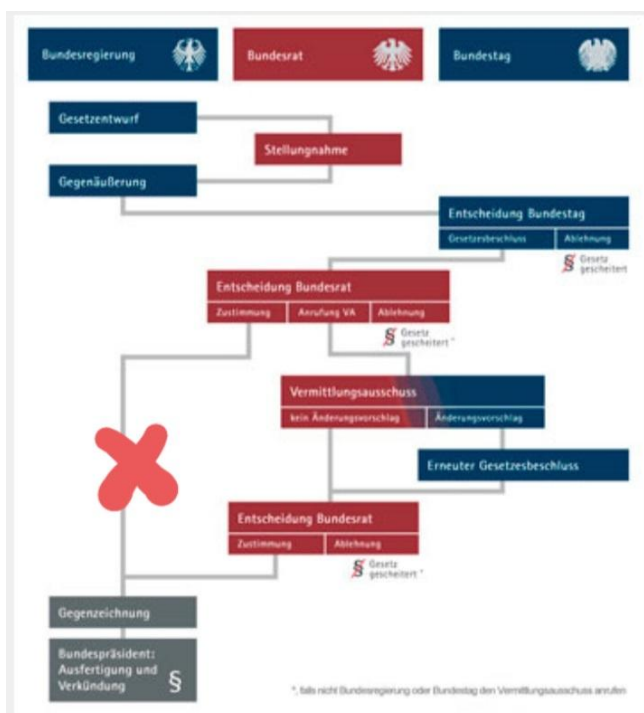 Bundesregierung
Bundesrat
Bundestag
Gesetzentwurf
Stellungnahme
Gegenäußerung
Entscheidung Bundestag
Gesetzesbeschluss
Ablehnung
§ Gesetz
gescheitert
Entscheidung Bundesrat
Zustimmung
Anrufung VA
Ablehnung
§ Gesetz
gescheitert *
Vermittlungsausschuss
kein Änderungsvorschlag
Änderungsvorschlag
Erneuter Gesetzesbeschluss
Entscheidung Bundesrat
Zustimmung
Ablehnung
§ Gesetz
gescheitert *
Gegenzeichnung
Bundespräsident:
Ausfertigung und
Verkündung §
*, falls nicht Bundesregierung oder Bundestag den Vermittlungsausschuss anrufen